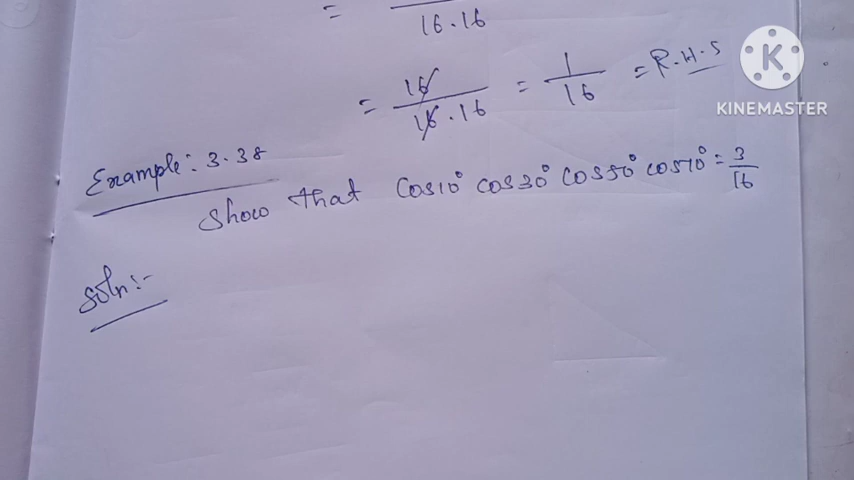 =
16.16
= 16 / 16.16 = 1 / 16 = R.H.S
K
KINEMASTER
Example: 3.38
Show that cos10° cos30° cos50° cos70° = 3/16
Soln:-